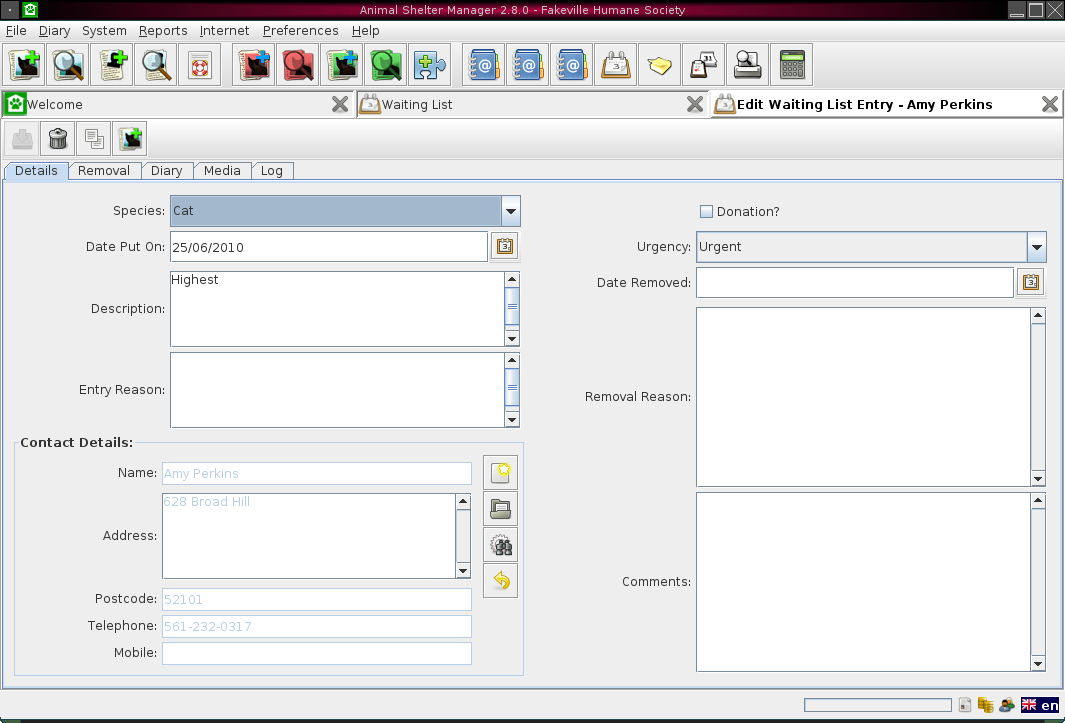 Animal Shelter Manager 2.8.0 - Fakeville Humane Society
File Diary System Reports Internet Preferences Help
Welcome Waiting List Edit Waiting List Entry - Amy Perkins
Details Removal Diary Media Log
Species: Cat
Donation?
Date Put On: 25/06/2010
Urgency: Urgent
Date Removed:
Description: Highest
Entry Reason:
Removal Reason:
Contact Details:
Name: Amy Perkins
Address: 628 Broad Hill
Comments:
Postcode: 52101
Telephone: 561-232-0317
Mobile:
en